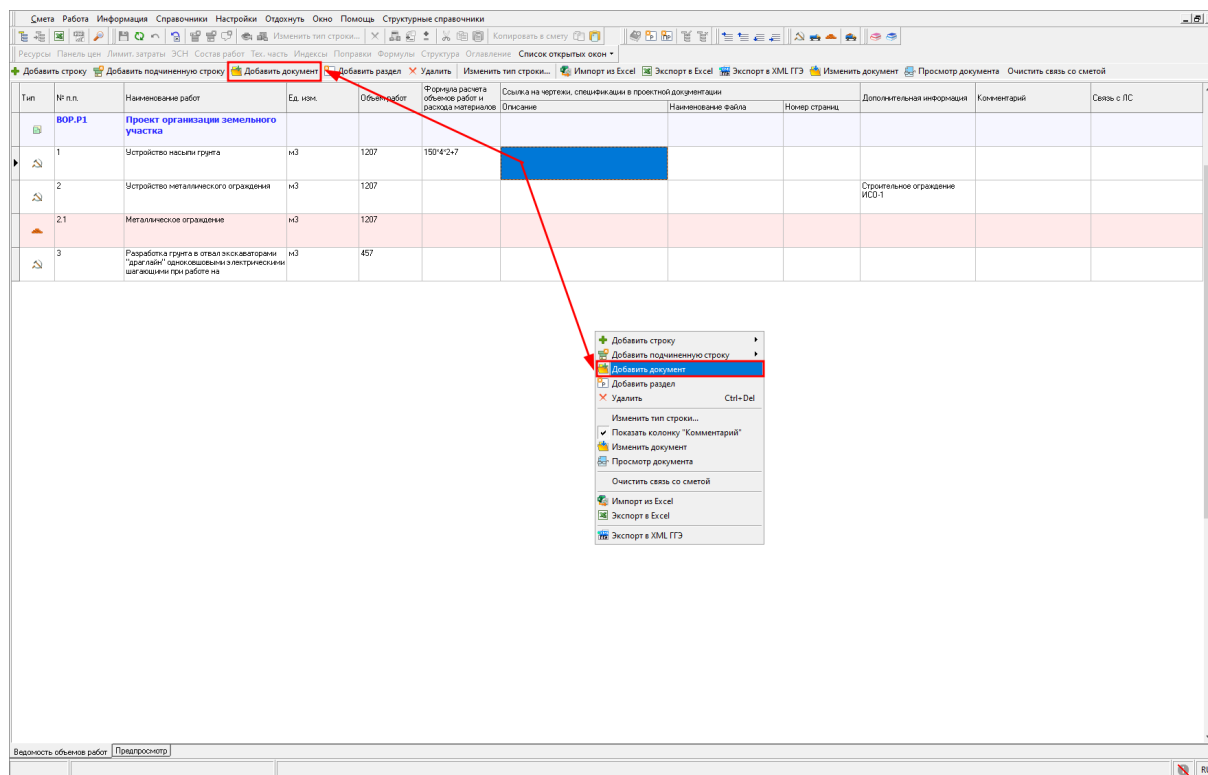 Смета Работа Информация Справочники Настройки Отдохнуть Окно Помощь Структурные справочники
Изменить тип строки... Копировать в смету
Ресурсы Панель цен Лимит. затраты ЭСН Состав работ Тех. часть Индексы Поправки Формулы Структура Оглавление Список открытых окон
Добавить строку Добавить подчиненную строку Добавить документ Добавить раздел Удалить Изменить тип строки... Импорт из Excel Экспорт в Excel Экспорт в XML ГГЭ Изменить документ Просмотр документа Очистить связь со сметой
Тип № п.п. Наименование работ Ед. изм. Объем работ Формула расчета объемов работ и расхода материалов Ссылка на чертежи, спецификации в проектной документации Дополнительная информация Комментарий Связь с ЛС
Описание Наименование Файла Номер страниц
ВОР.Р1 Проект организации земельного
участка
1 Устройство насыпи грунта м3 1207 150*4*2+7
2 Устройство металлического ограждения м3 1207 Строительное ограждение
ИСО-1
2.1 Металлическое ограждение м3 1207
3 Разработка грунта в отвал экскаваторами м3 457
"драглайн" одноковшовыми электрическими
шагающими при работе на
Добавить строку
Добавить подчиненную строку
Добавить документ
Добавить раздел
Удалить Ctrl+Del
Изменить тип строки...
Показать колонку "Комментарий"
Изменить документ
Просмотр документа
Очистить связь со сметой
Импорт из Excel
Экспорт в Excel
Экспорт в XML ГГЭ
Ведомость объемов работ Предпросмотр